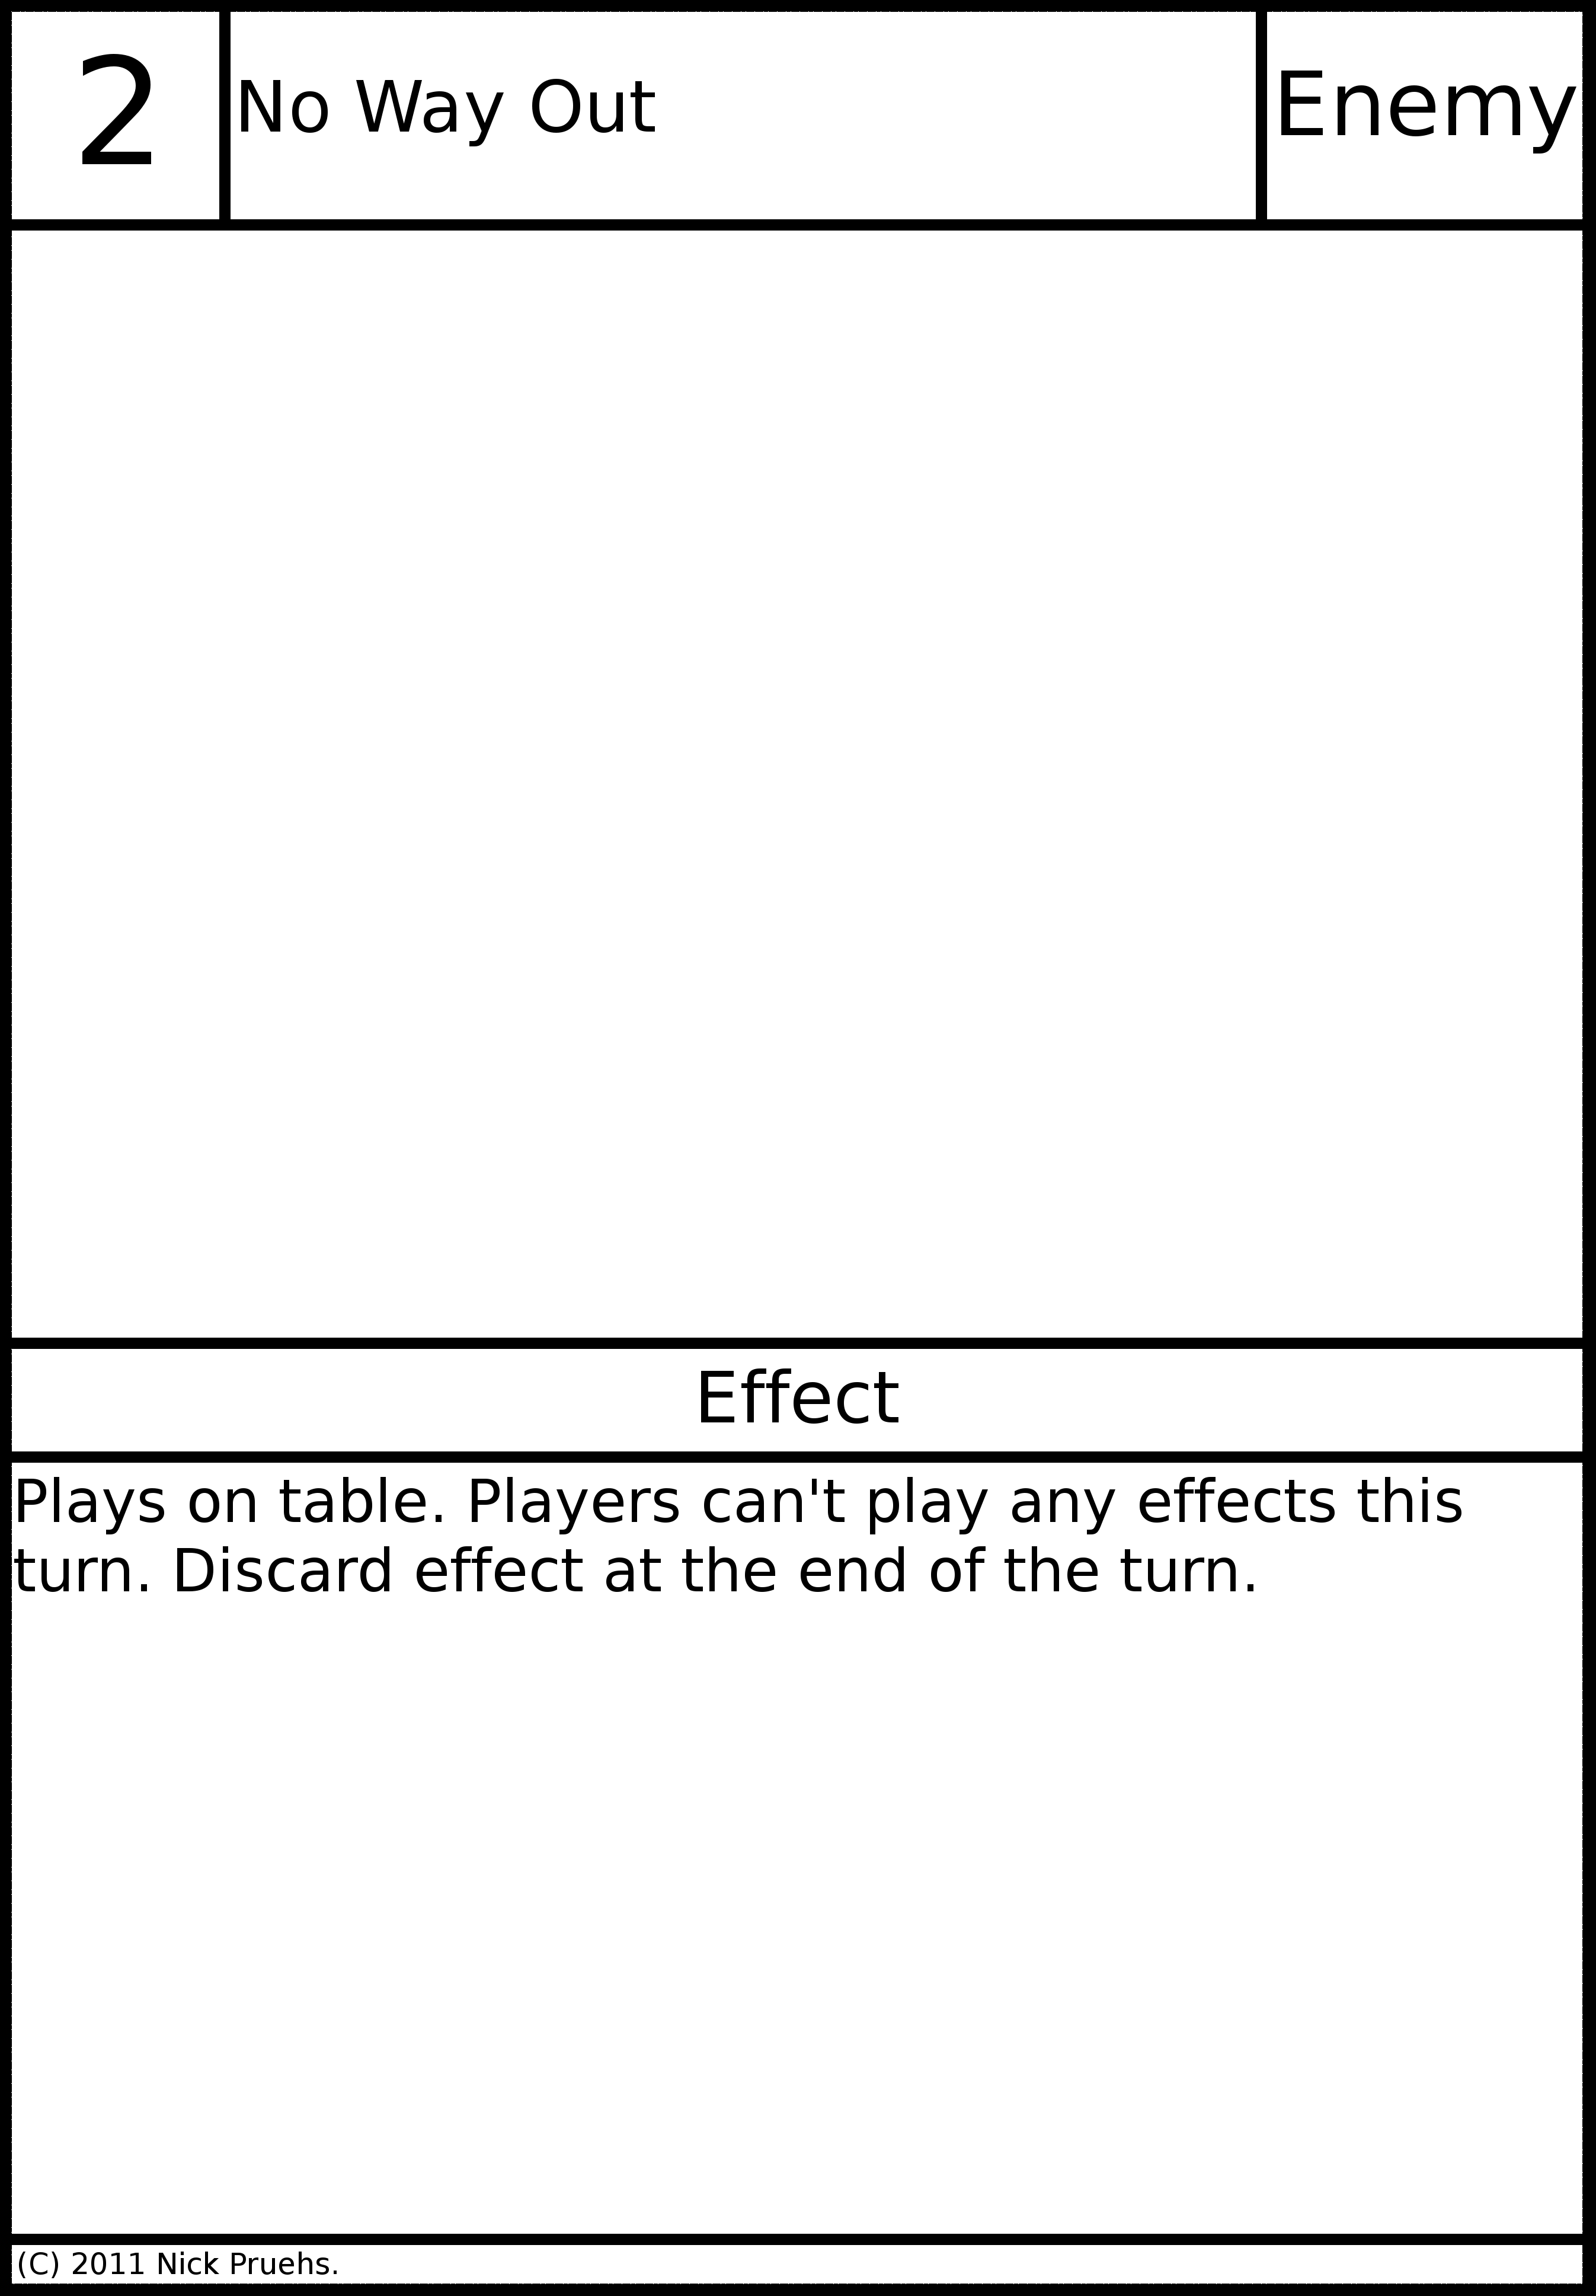 2
No Way Out
Enemy
Effect
Plays on table. Players can't play any effects this
turn. Discard effect at the end of the turn.
(C) 2011 Nick Pruehs.